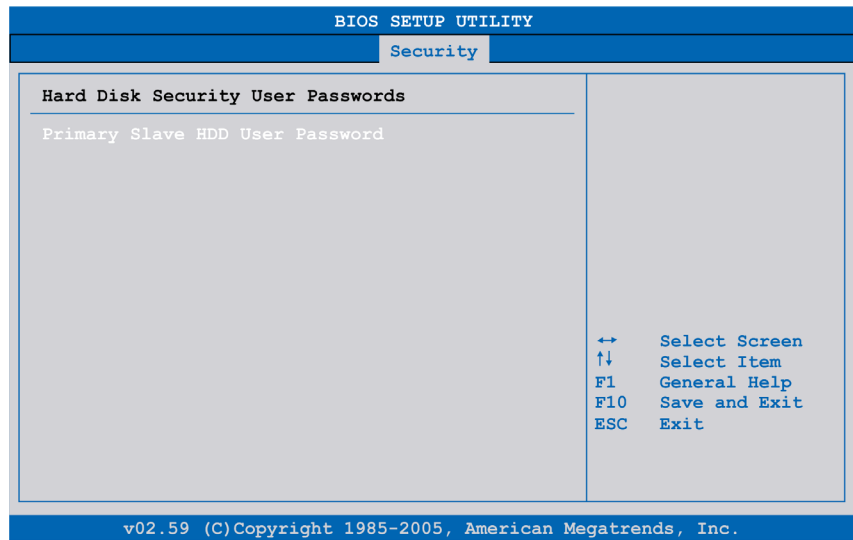 BIOS SETUP UTILITY
Security
Hard Disk Security User Passwords
Primary Slave HDD User Password
↔ Select Screen
↑↓ Select Item
F1 General Help
F10 Save and Exit
ESC Exit
v02.59 (C)Copyright 1985-2005, American Megatrends, Inc.